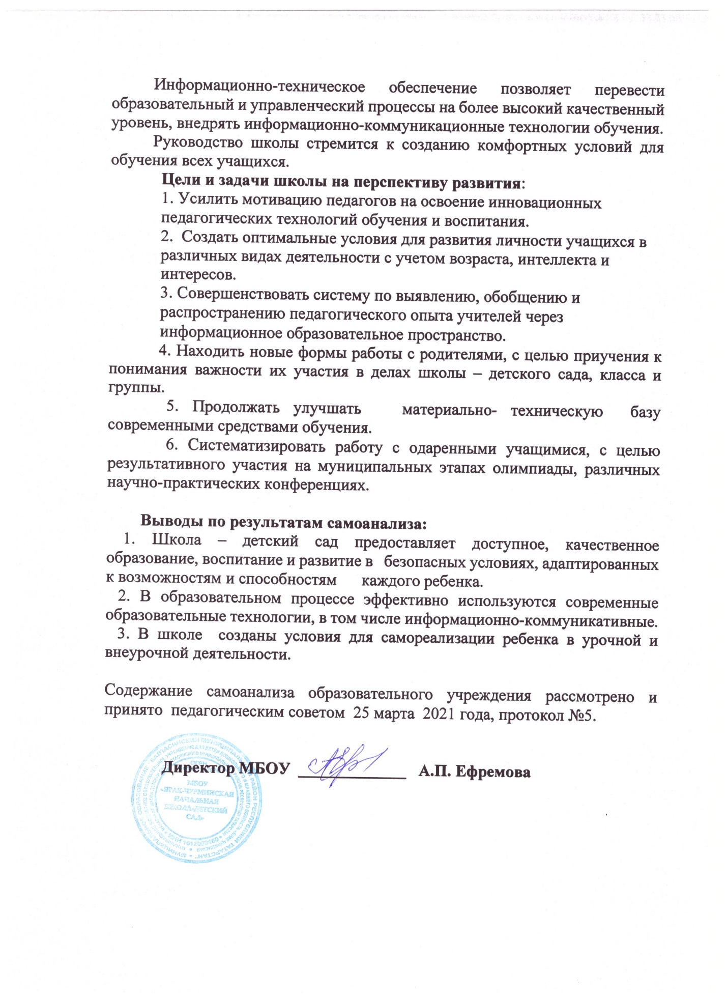 Информационно-техническое обеспечение позволяет перевести
образовательный и управленческий процессы на более высокий качественный
уровень, внедрять информационно-коммуникационные технологии обучения.
Руководство школы стремится к созданию комфортных условий для
обучения всех учащихся.
Цели и задачи школы на перспективу развития:
1. Усилить мотивацию педагогов на освоение инновационных
педагогических технологий обучения и воспитания.
2. Создать оптимальные условия для развития личности учащихся в
различных видах деятельности с учетом возраста, интеллекта и
интересов.
3. Совершенствовать систему по выявлению, обобщению и
распространению педагогического опыта учителей через
информационное образовательное пространство.
4. Находить новые формы работы с родителями, с целью приучения к
понимания важности их участия в делах школы – детского сада, класса и
группы.
5. Продолжать улучшать материально- техническую базу
современными средствами обучения.
6. Систематизировать работу с одаренными учащимися, с целью
результативного участия на муниципальных этапах олимпиады, различных
научно-практических конференциях.
Выводы по результатам самоанализа:
1. Школа – детский сад предоставляет доступное, качественное
образование, воспитание и развитие в безопасных условиях, адаптированных
к возможностям и способностям каждого ребенка.
2. В образовательном процессе эффективно используются современные
образовательные технологии, в том числе информационно-коммуникативные.
3. В школе созданы условия для самореализации ребенка в урочной и
внеурочной деятельности.
Содержание самоанализа образовательного учреждения рассмотрено и
принято педагогическим советом 25 марта 2021 года, протокол №5.
Директор МБОУ А.П. Ефремова
МБОУ
«ЯГАК-ЧУРМИНСКАЯ
НАЧАЛЬНАЯ
ШКОЛА-ДЕТСКИЙ
САД»